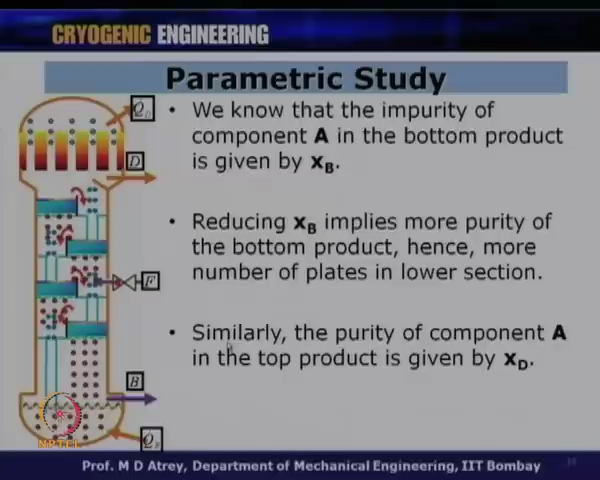 CRYOGENIC ENGINEERING
Parametric Study
• We know that the impurity of
component A in the bottom product
is given by xB.
• Reducing xB implies more purity of
the bottom product, hence, more
number of plates in lower section.
• Similarly, the purity of component A
in the top product is given by xD.
QD
D
F
B
NPTEL
Prof. M D Atrey, Department of Mechanical Engineering, IIT Bombay